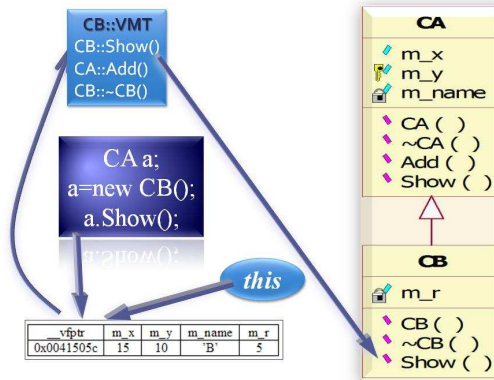 CB::VMT
CB::Show()
CA::Add()
CB::~CB()
CA a;
a=new CB();
a.Show();
this
__vfptr m_x m_y m_name m_r
0x0041505c 15 10 'B' 5
CA
m_x
m_y
m_name
CA ( )
~CA ( )
Add ( )
Show ( )
CB
m_r
CB ( )
~CB ( )
Show ( )